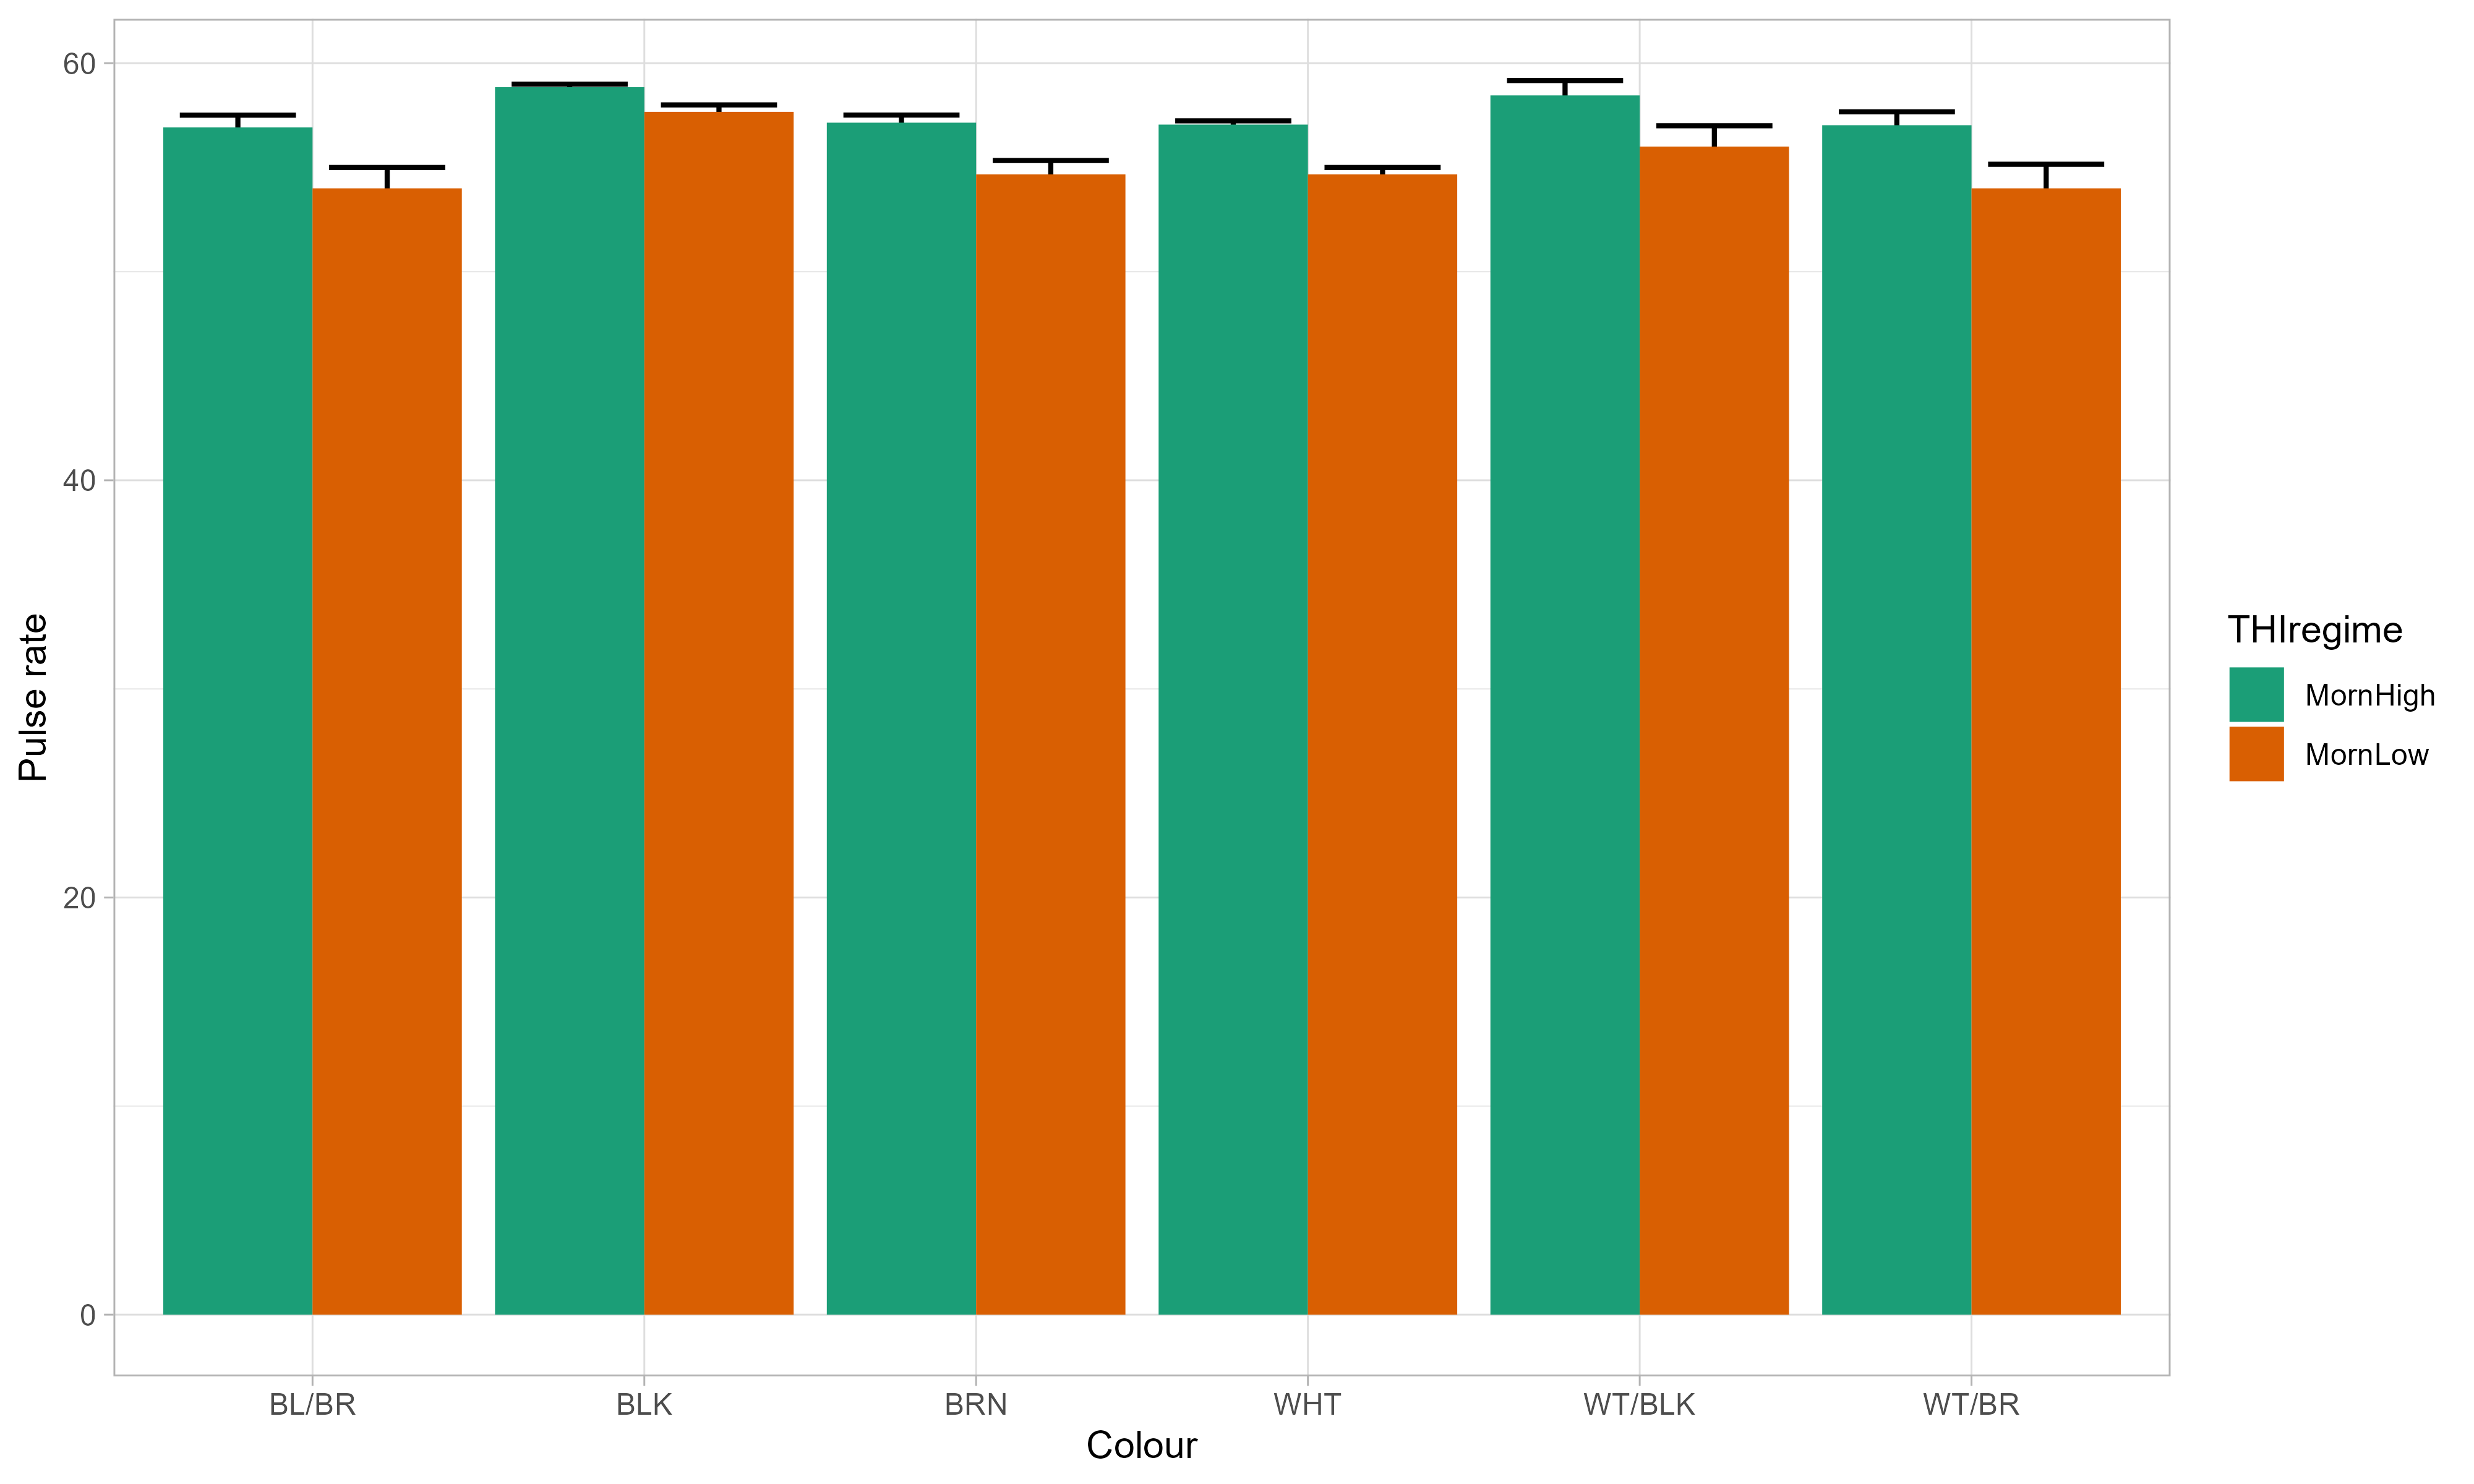 60
40
20
0
Pulse rate
BL/BR BLK BRN WHT WT/BLK WT/BR
Colour
THIregime
MornHigh
MornLow